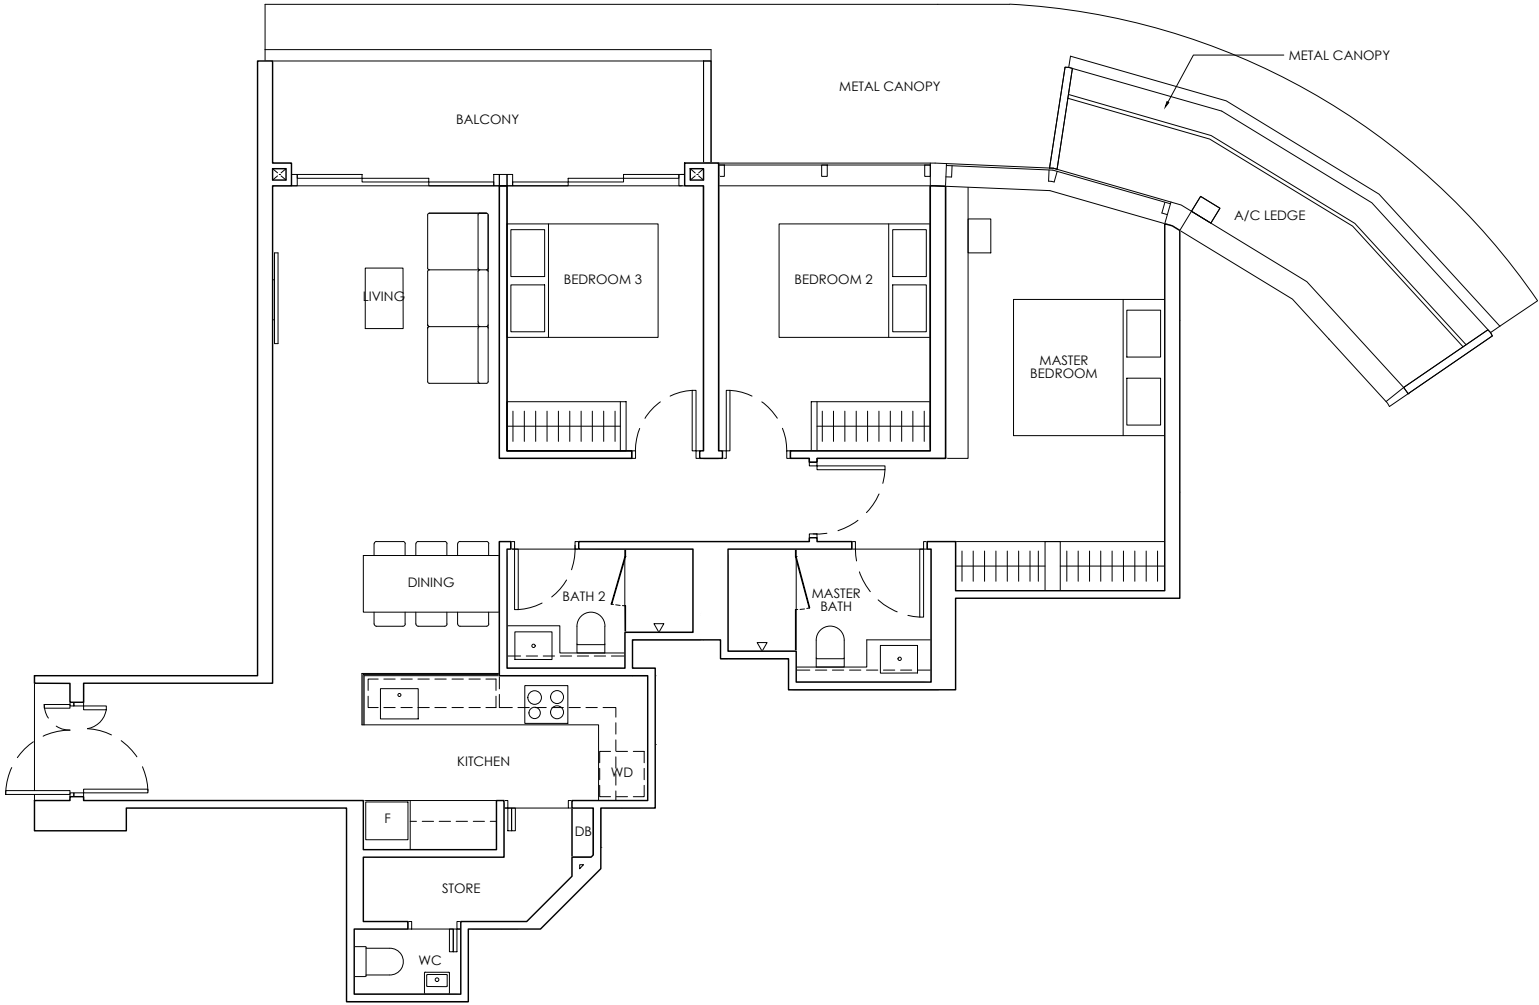 METAL CANOPY
METAL CANOPY
BALCONY
A/C LEDGE
BEDROOM 3
BEDROOM 2
LIVING
MASTER
BEDROOM
DINING
BATH 2
MASTER
BATH
KITCHEN
WD
F
DB
STORE
WC